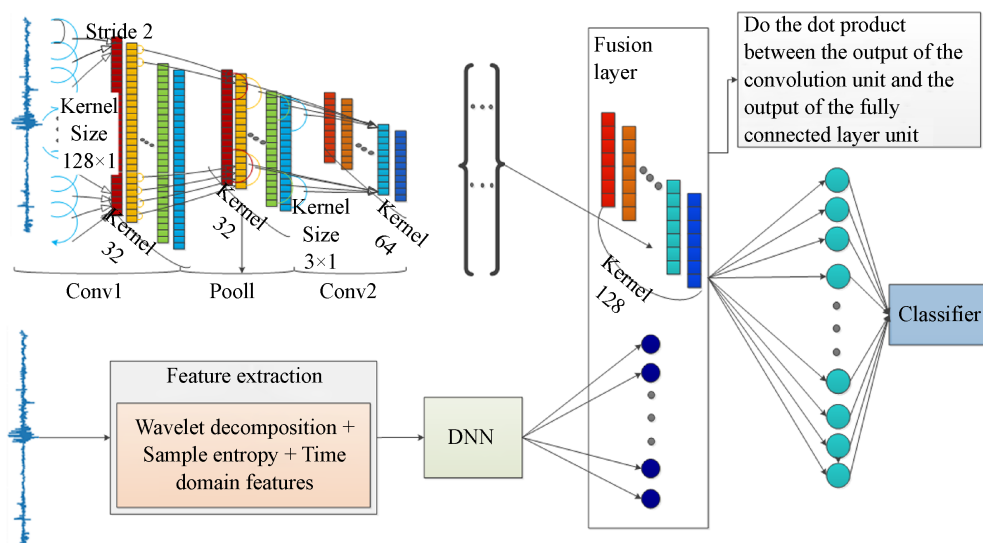 Stride 2
Kernel
Size
128×1
Kernel
32
Kernel
32
Kernel
Size
3×1
Kernel
64
Conv1
Pooll
Conv2
Fusion
layer
Kernel
128
Do the dot product
between the output of the
convolution unit and the
output of the fully
connected layer unit
Classifier
Feature extraction
Wavelet decomposition +
Sample entropy + Time
domain features
DNN